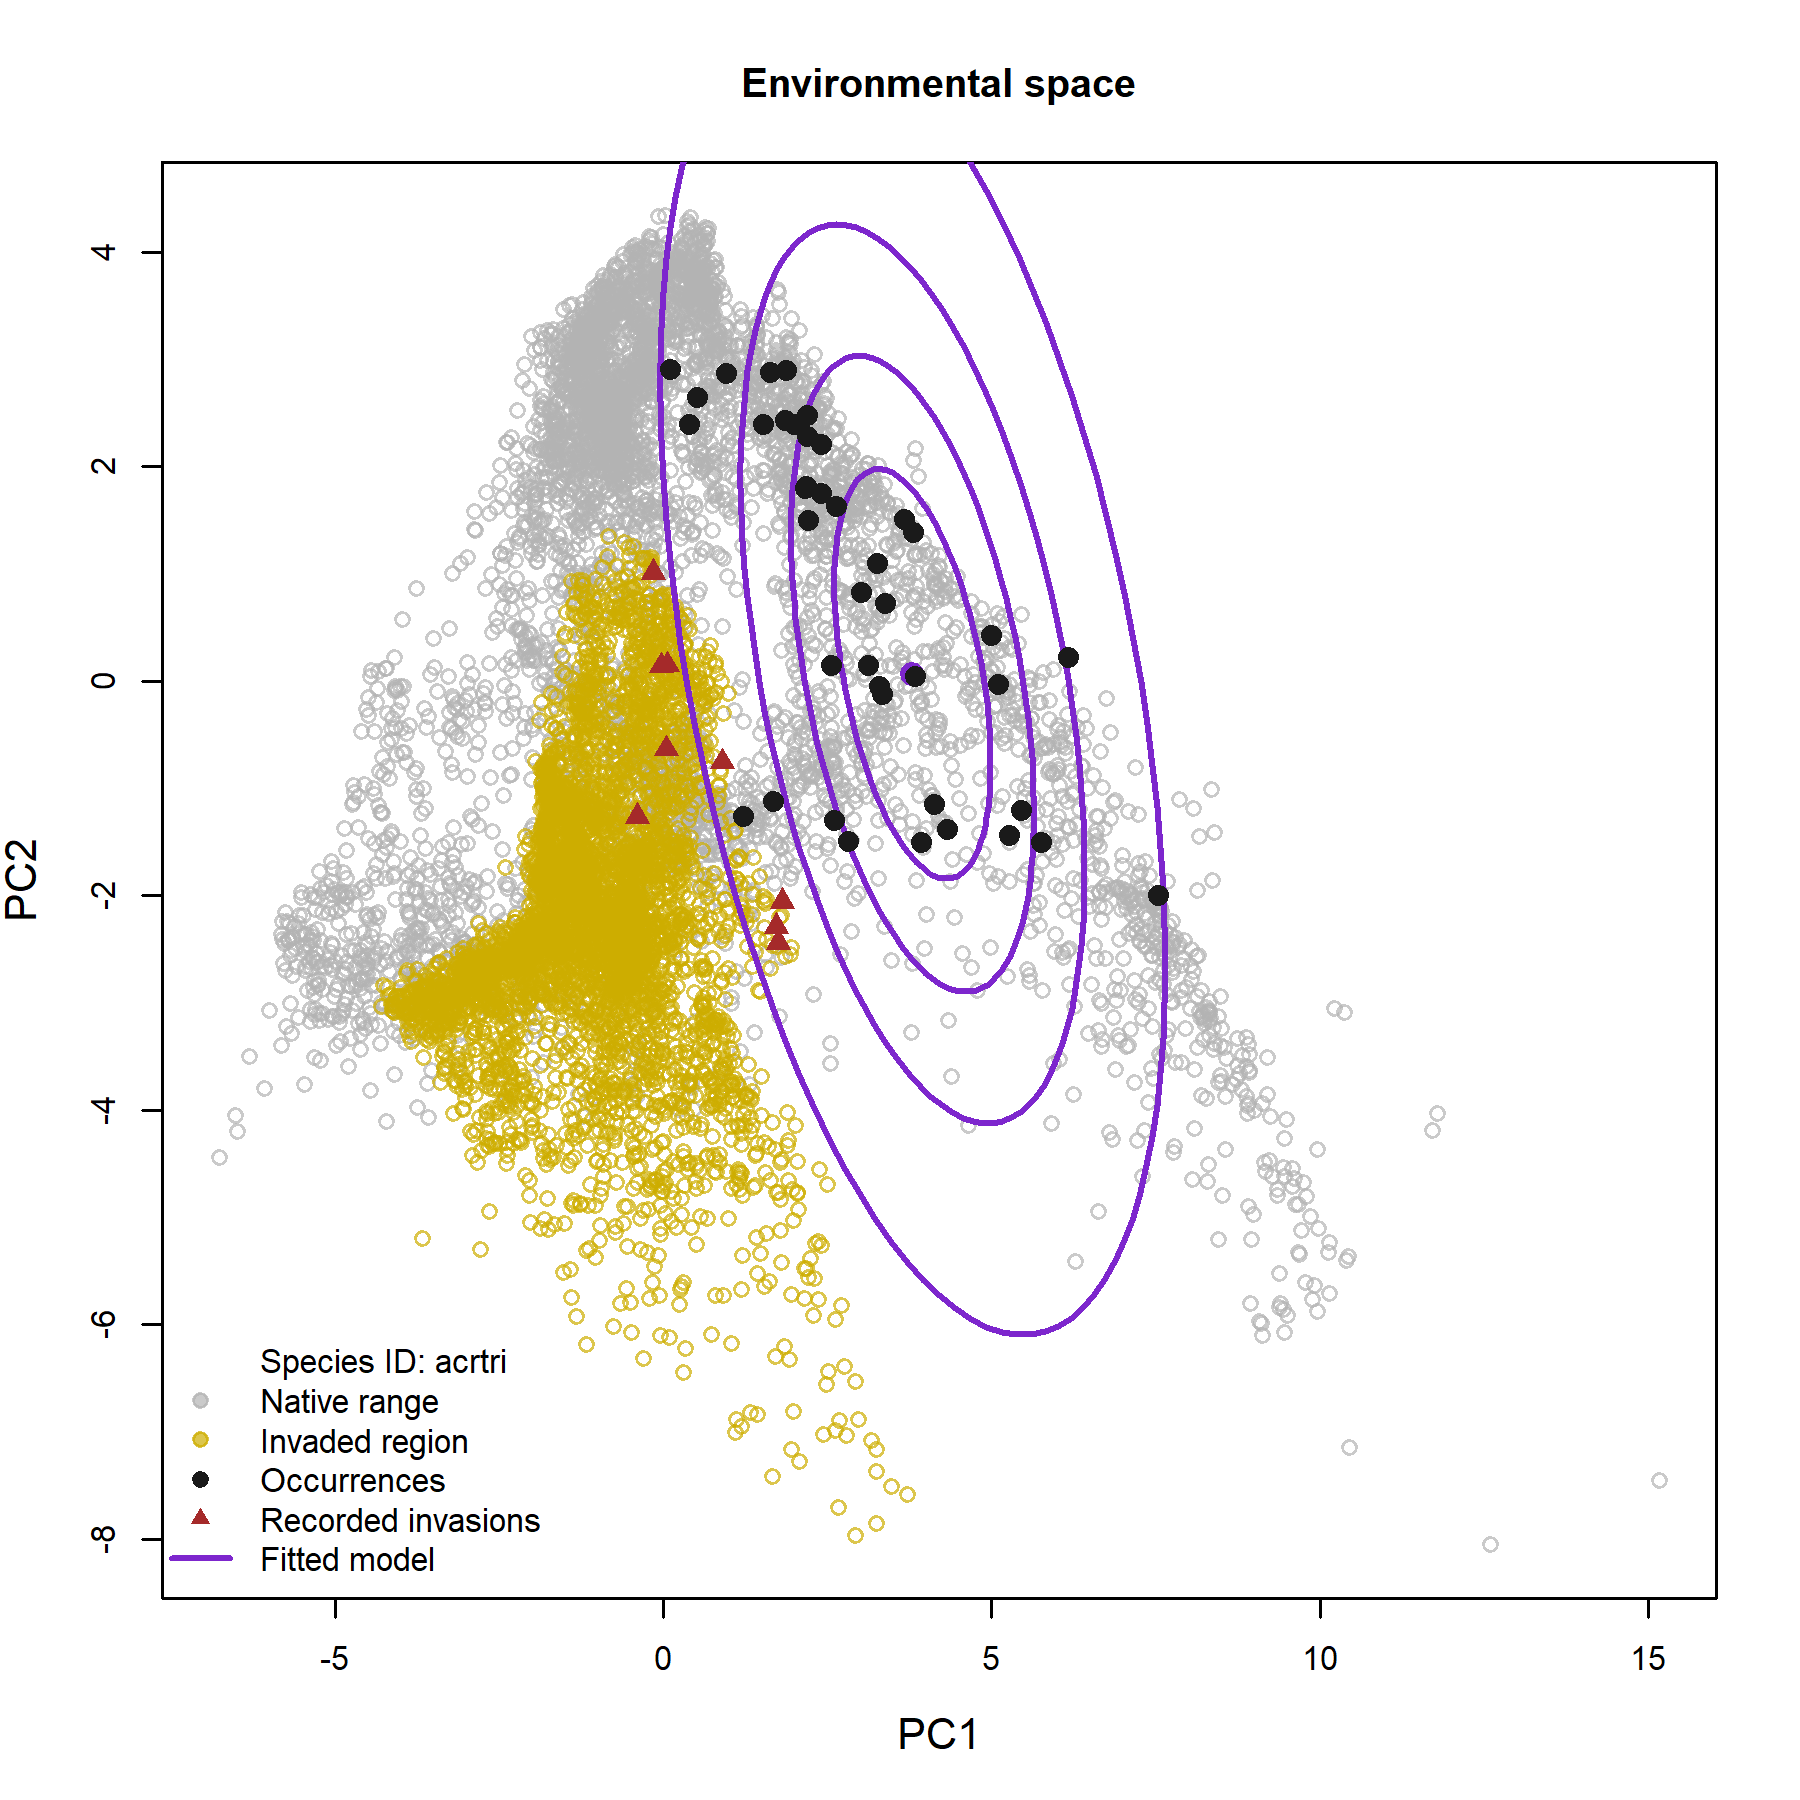 Environmental space
PC2
4
2
0
-2
-4
-6
-8
Species ID: acrtri
Native range
Invaded region
Occurrences
Recorded invasions
Fitted model
-5
0
5
10
15
PC1